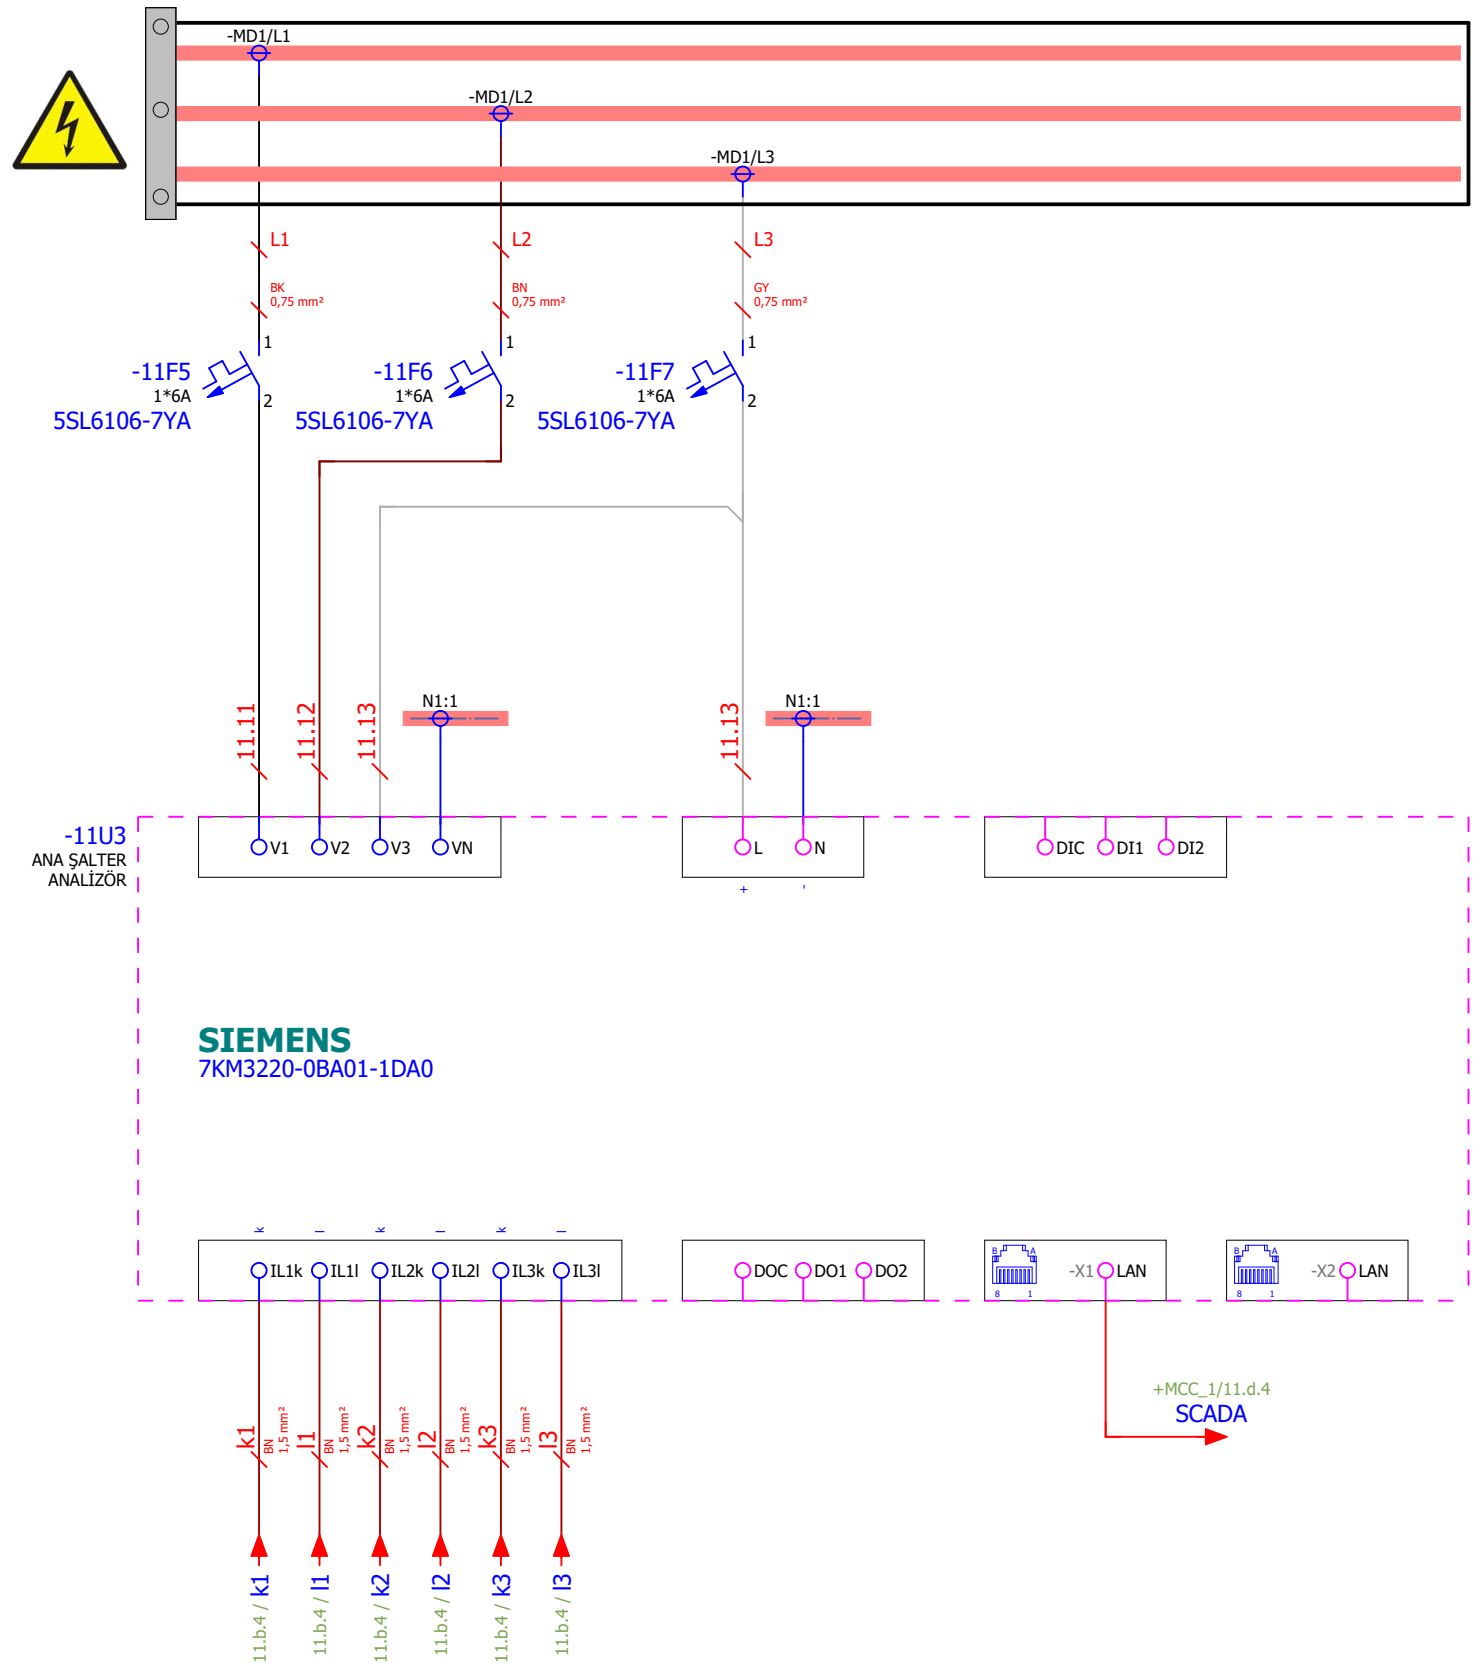 -MD1/L1
-MD1/L2
-MD1/L3
L1
L2
L3
BK
0,75 mm²
BN
0,75 mm²
GY
0,75 mm²
1
1
1
-11F5
1*6A
5SL6106-7YA
2
-11F6
1*6A
5SL6106-7YA
2
-11F7
1*6A
5SL6106-7YA
2
11.11
11.12
11.13
N1:1
11.13
N1:1
-11U3
ANA ŞALTER
ANALİZÖR
V1
V2
V3
VN
L
N
DIC
DI1
DI2
+
'
SIEMENS
7KM3220-0BA01-1DA0
k
l
k
l
k
l
IL1k
IL1l
IL2k
IL2l
IL3k
IL3l
DOC
DO1
DO2
B
A
8
1
-X1
LAN
B
A
8
1
-X2
LAN
k1
BN
1,5 mm²
l1
BN
1,5 mm²
k2
BN
1,5 mm²
l2
BN
1,5 mm²
k3
BN
1,5 mm²
l3
BN
1,5 mm²
+MCC_1/11.d.4
SCADA
11.b.4 / k1
11.b.4 / l1
11.b.4 / k2
11.b.4 / l2
11.b.4 / k3
11.b.4 / l3